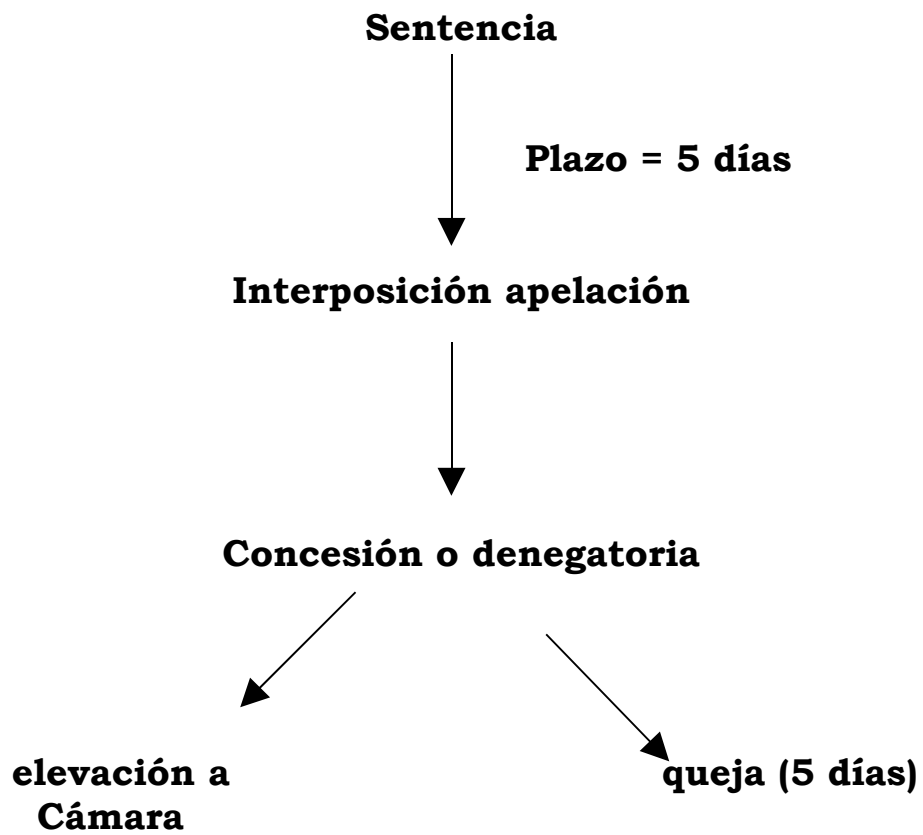 Sentencia
Plazo = 5 días
Interposición apelación
Concesión o denegatoria
elevación a
Cámara
queja (5 días)